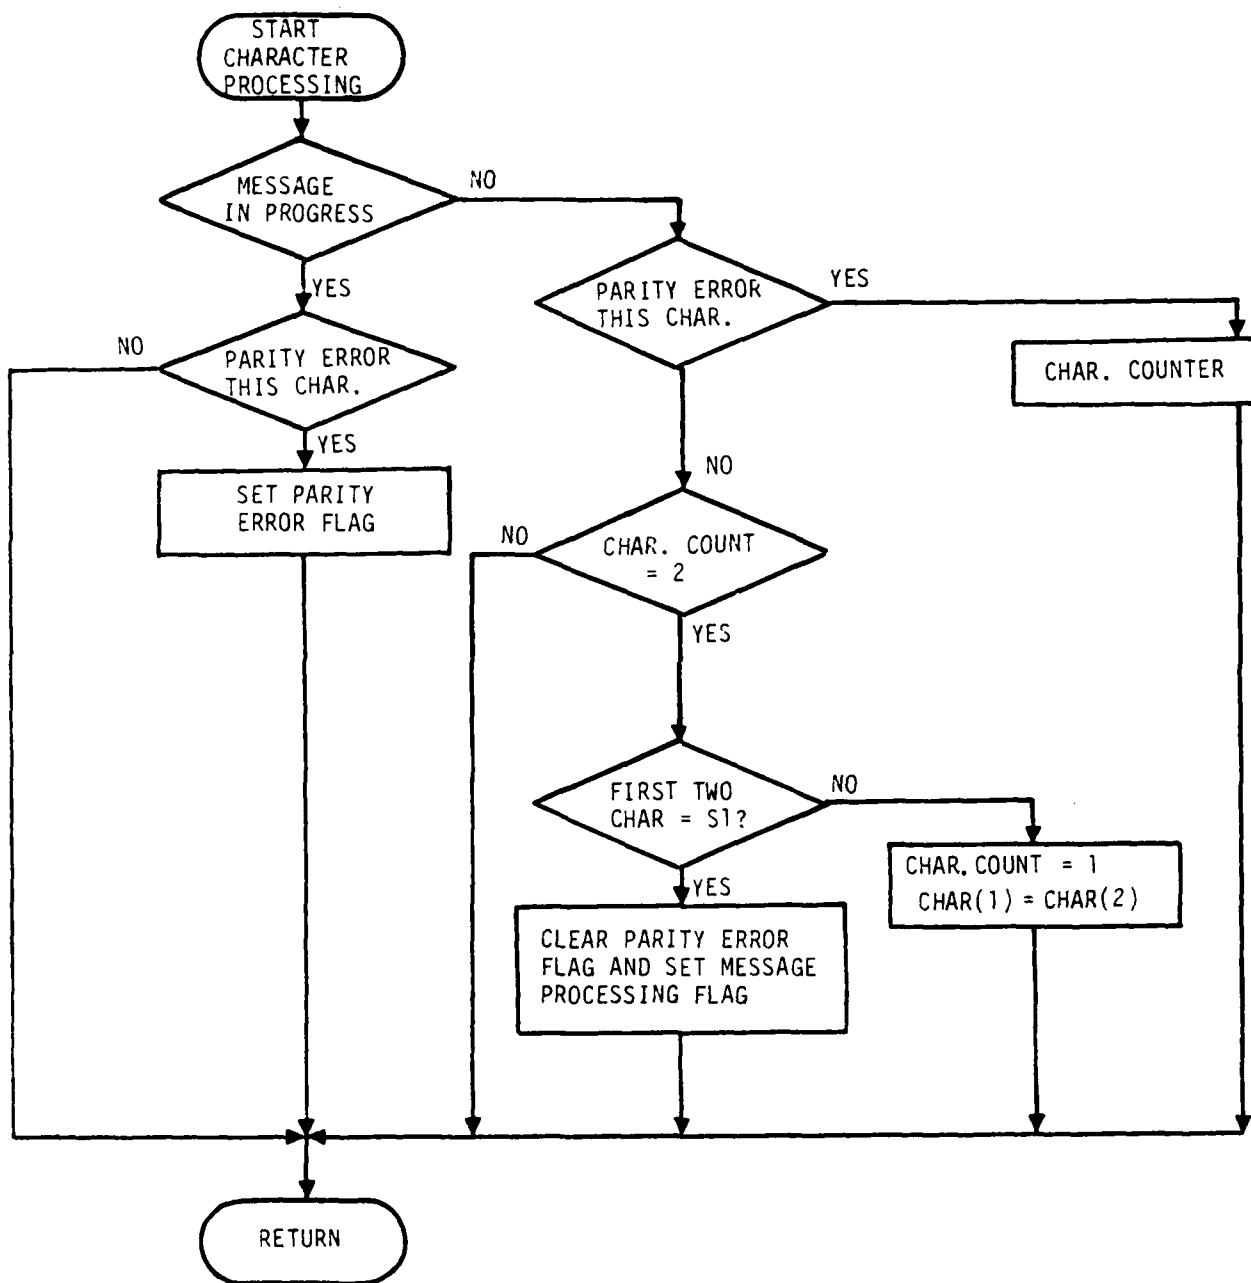 START
CHARACTER
PROCESSING
MESSAGE
IN PROGRESS
NO
YES
PARITY ERROR
THIS CHAR.
YES
NO
PARITY ERROR
THIS CHAR.
CHAR. COUNTER
YES
NO
SET PARITY
ERROR FLAG
NO
CHAR. COUNT
= 2
YES
FIRST TWO
CHAR = S1?
NO
YES
CHAR.COUNT = 1
CHAR(1) = CHAR(2)
CLEAR PARITY ERROR
FLAG AND SET MESSAGE
PROCESSING FLAG
RETURN